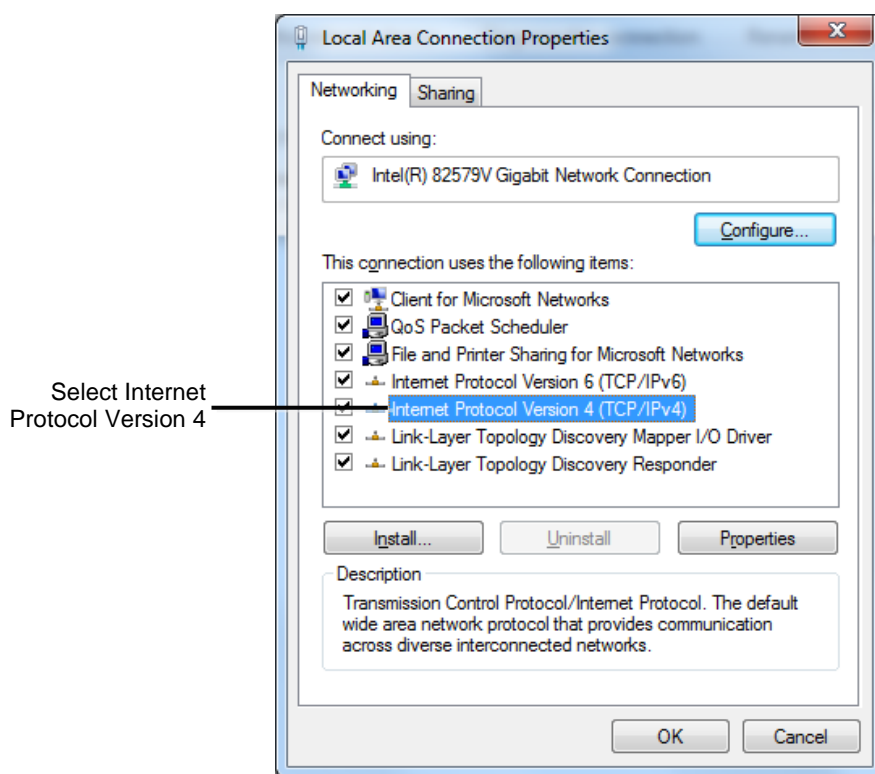 Local Area Connection Properties
x
Networking
Sharing
Connect using:
Intel(R) 82579V Gigabit Network Connection
Configure...
This connection uses the following items:
Client for Microsoft Networks
QoS Packet Scheduler
File and Printer Sharing for Microsoft Networks
Internet Protocol Version 6 (TCP/IPv6)
Select Internet
Protocol Version 4
Internet Protocol Version 4 (TCP/IPv4)
Link-Layer Topology Discovery Mapper I/O Driver
Link-Layer Topology Discovery Responder
Install...
Uninstall
Properties
Description
Transmission Control Protocol/Internet Protocol. The default
wide area network protocol that provides communication
across diverse interconnected networks.
OK
Cancel